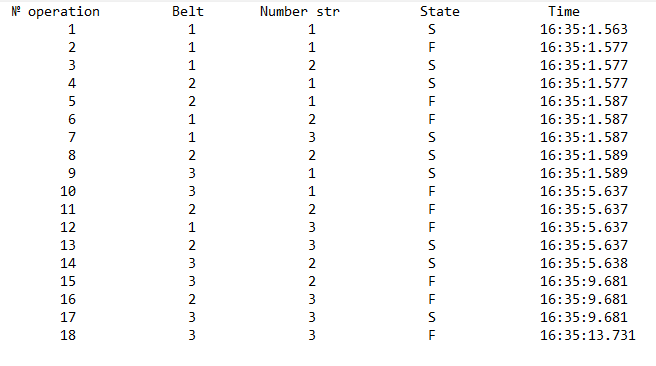 № operation Belt Number str State Time
1 1 1 S 16:35:1.563
2 1 1 F 16:35:1.577
3 1 2 S 16:35:1.577
4 2 1 S 16:35:1.577
5 2 1 F 16:35:1.587
6 1 2 F 16:35:1.587
7 1 3 S 16:35:1.587
8 2 2 S 16:35:1.589
9 3 1 S 16:35:1.589
10 3 1 F 16:35:5.637
11 2 2 F 16:35:5.637
12 1 3 F 16:35:5.637
13 2 3 S 16:35:5.637
14 3 2 S 16:35:5.638
15 3 2 F 16:35:9.681
16 2 3 F 16:35:9.681
17 3 3 S 16:35:9.681
18 3 3 F 16:35:13.731